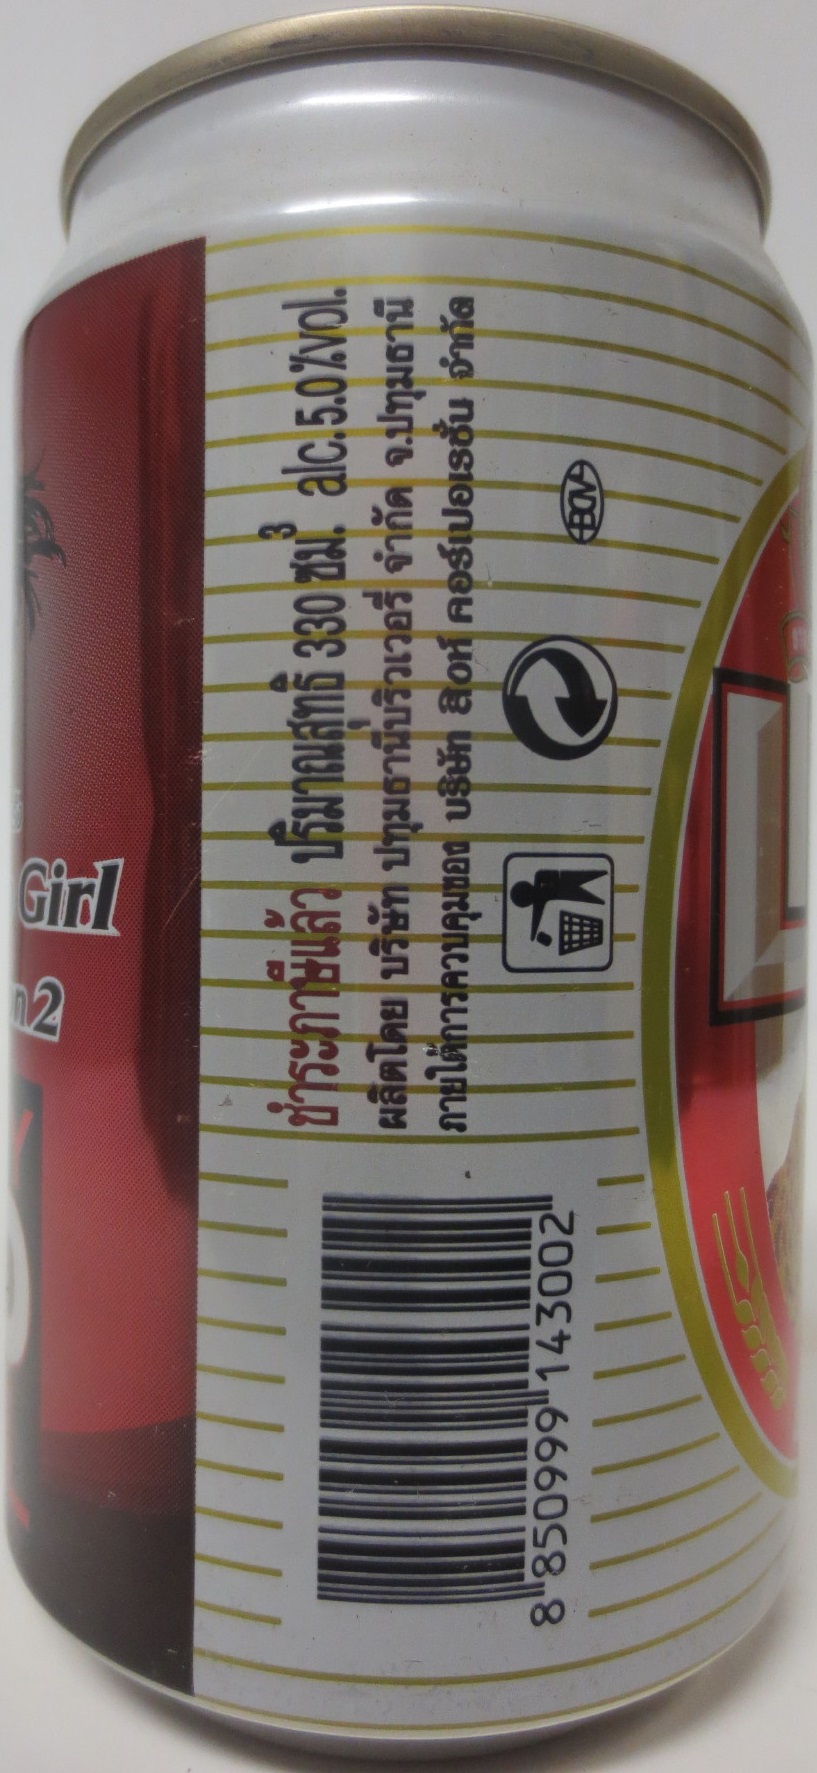 ชำระภาษีแล้ว ปริมาณสุทธิ 330 ซม³. alc.5.0%vol.
ผลิตโดย บริษัท ปทุมธานีบริวเวอรี่ จำกัด จ.ปทุมธานี
ภายใต้การควบคุมของ บริษัท สิงห์ คอร์เปอเรชั่น จำกัด
BOVA
8 850999 143002
Girl
n2